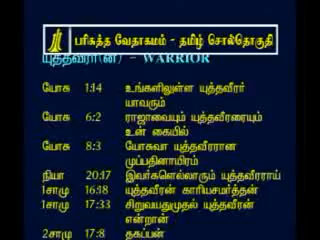 பரிசுத்த வேதாகமம் - தமிழ் சொல்தொகுதி
யுத்தவீரர்(ன்) - WARRIOR
யோசு 1:14 உங்களிலுள்ள யுத்தவீரர்
யாவரும்
யோசு 6:2 ராஜாவையும் யுத்தவீரரையும்
உன் கையில்
யோசு 8:3 யோசுவா யுத்தவீரரான
முப்பதினாயிரம்
நியா 20:17 இவர்களெல்லாரும் யுத்தவீரராய்
1சாமு 16:18 யுத்தவீரன் காரியசமர்த்தன்
1சாமு 17:33 சிறுவயதுமுதல் யுத்தவீரன்
என்றான்
2சாமு 17:8 தகப்பன்